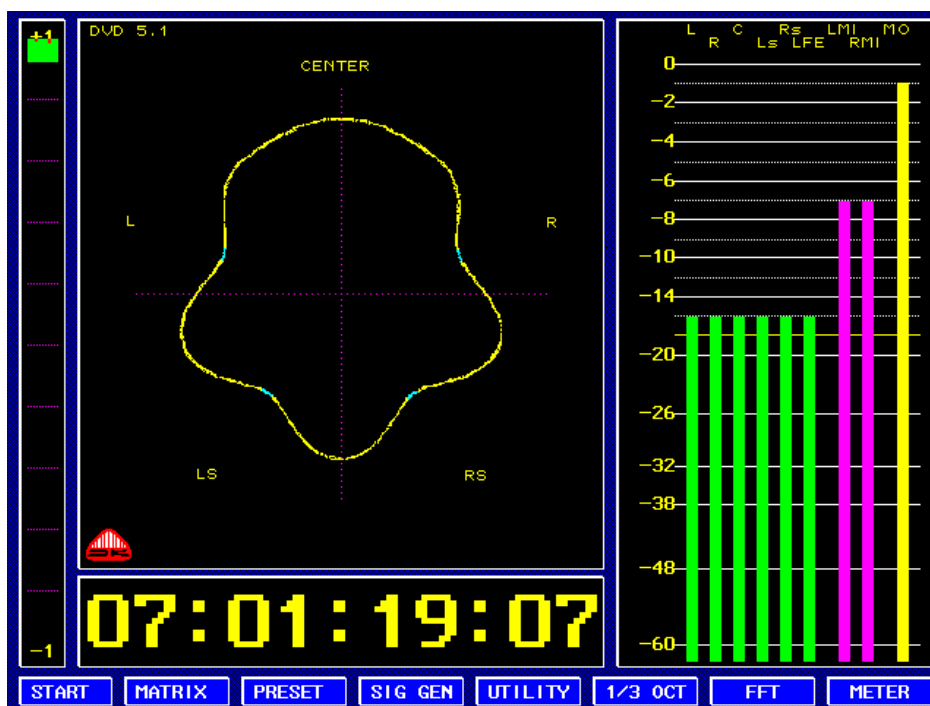 +1
-1
DVD 5.1
CENTER
L
R
LS
RS
DK
07:01:19:07
L C Rs LMI MO
R Ls LFE RMI
0
-2
-4
-6
-8
-10
-14
-20
-26
-32
-38
-48
-60
START MATRIX PRESET SIG GEN UTILITY 1/3 OCT FFT METER